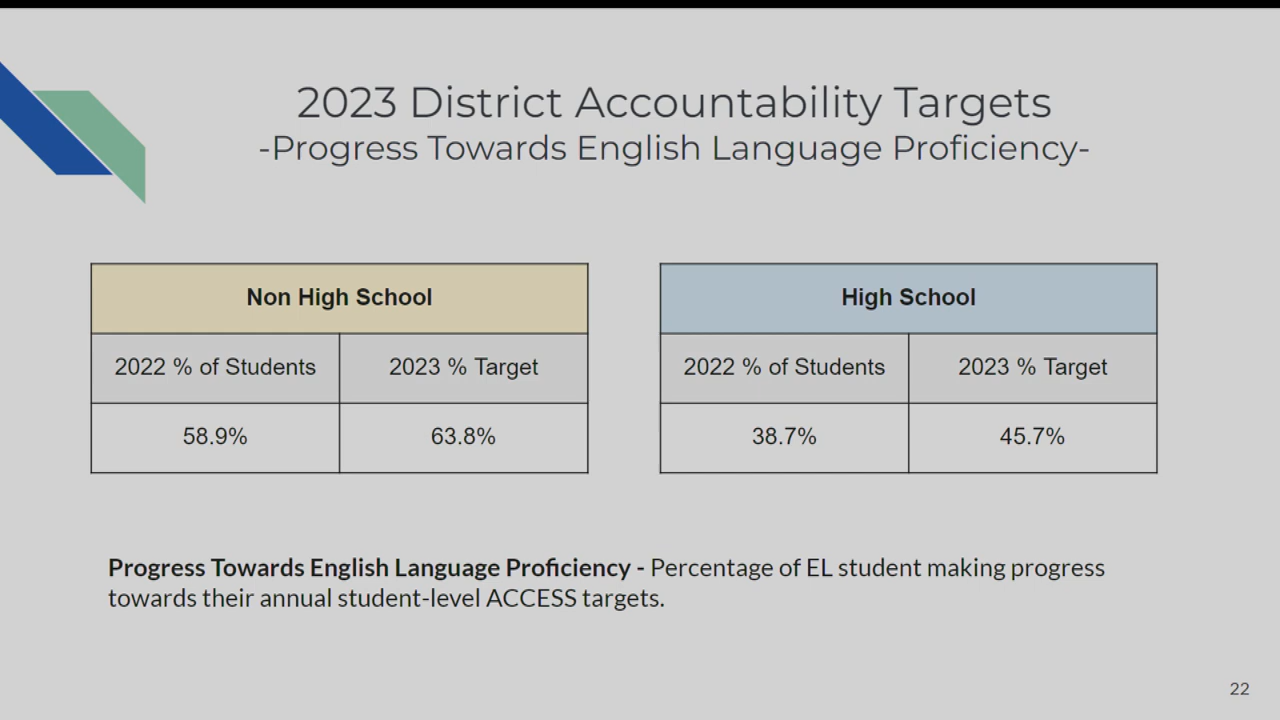 2023 District Accountability Targets
-Progress Towards English Language Proficiency-
Non High School
2022 % of Students
2023 % Target
58.9%
63.8%
High School
2022 % of Students
2023 % Target
38.7%
45.7%
Progress Towards English Language Proficiency - Percentage of EL student making progress
towards their annual student-level ACCESS targets.
22